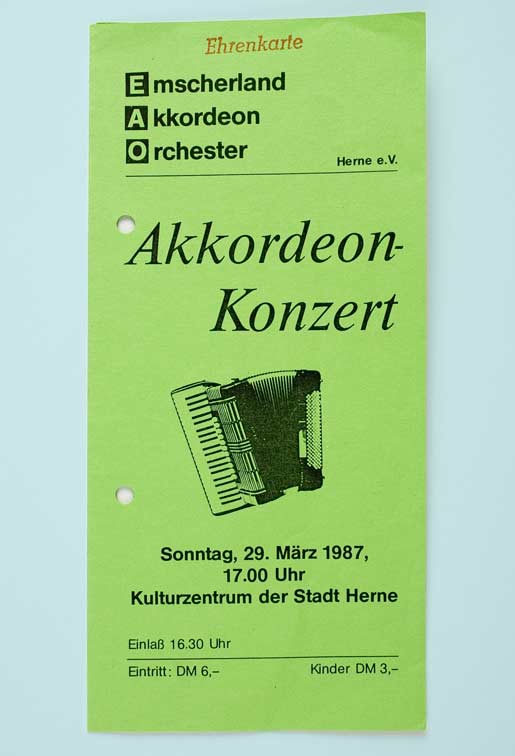 Ehrenkarte
Emscherland
Akkordeon
Orchester
Herne e.V.
Akkordeon-
Konzert
Sonntag, 29. März 1987,
17.00 Uhr
Kulturzentrum der Stadt Herne
Einlaß 16.30 Uhr
Eintritt: DM 6,– Kinder DM 3,–